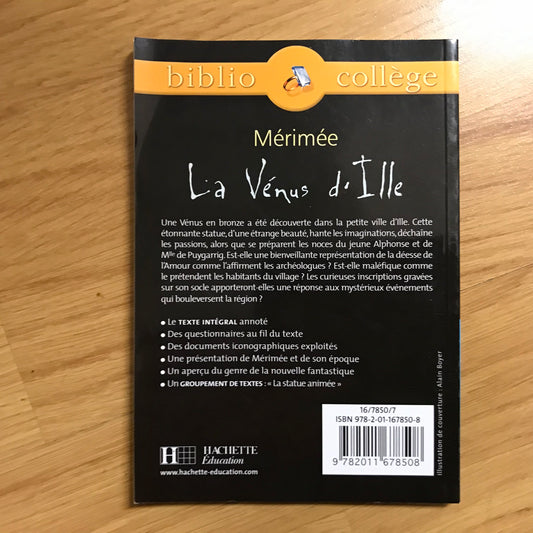 biblio collège
Mérimée
La Vénus d'Ille
Une Vénus en bronze a été découverte dans la petite ville d'Ille. Cette
étonnante statue, d'une étrange beauté, hante les imaginations, déchaîne
les passions, alors que se préparent les noces du jeune Alphonse et de
Mlle de Puygarrig. Est-elle une bienveillante représentation de la déesse de
l'Amour comme l'affirment les archéologues ? Est-elle maléfique comme
le prétendent les habitants du village ? Les curieuses inscriptions gravées
sur son socle apporteront-elles une réponse aux mystérieux événements
qui bouleversent la région ?
• Le TEXTE INTÉGRAL annoté
• Des questionnaires au fil du texte
• Des documents iconographiques exploités
• Une présentation de Mérimée et de son époque
• Un aperçu du genre de la nouvelle fantastique
• Un GROUPEMENT DE TEXTES : « La statue animée »
16/7850/7
ISBN 978-2-01-167850-8
9 782011 678508
H HACHETTE
Éducation
www.hachette-education.com
Illustration de couverture : Alain Boyer